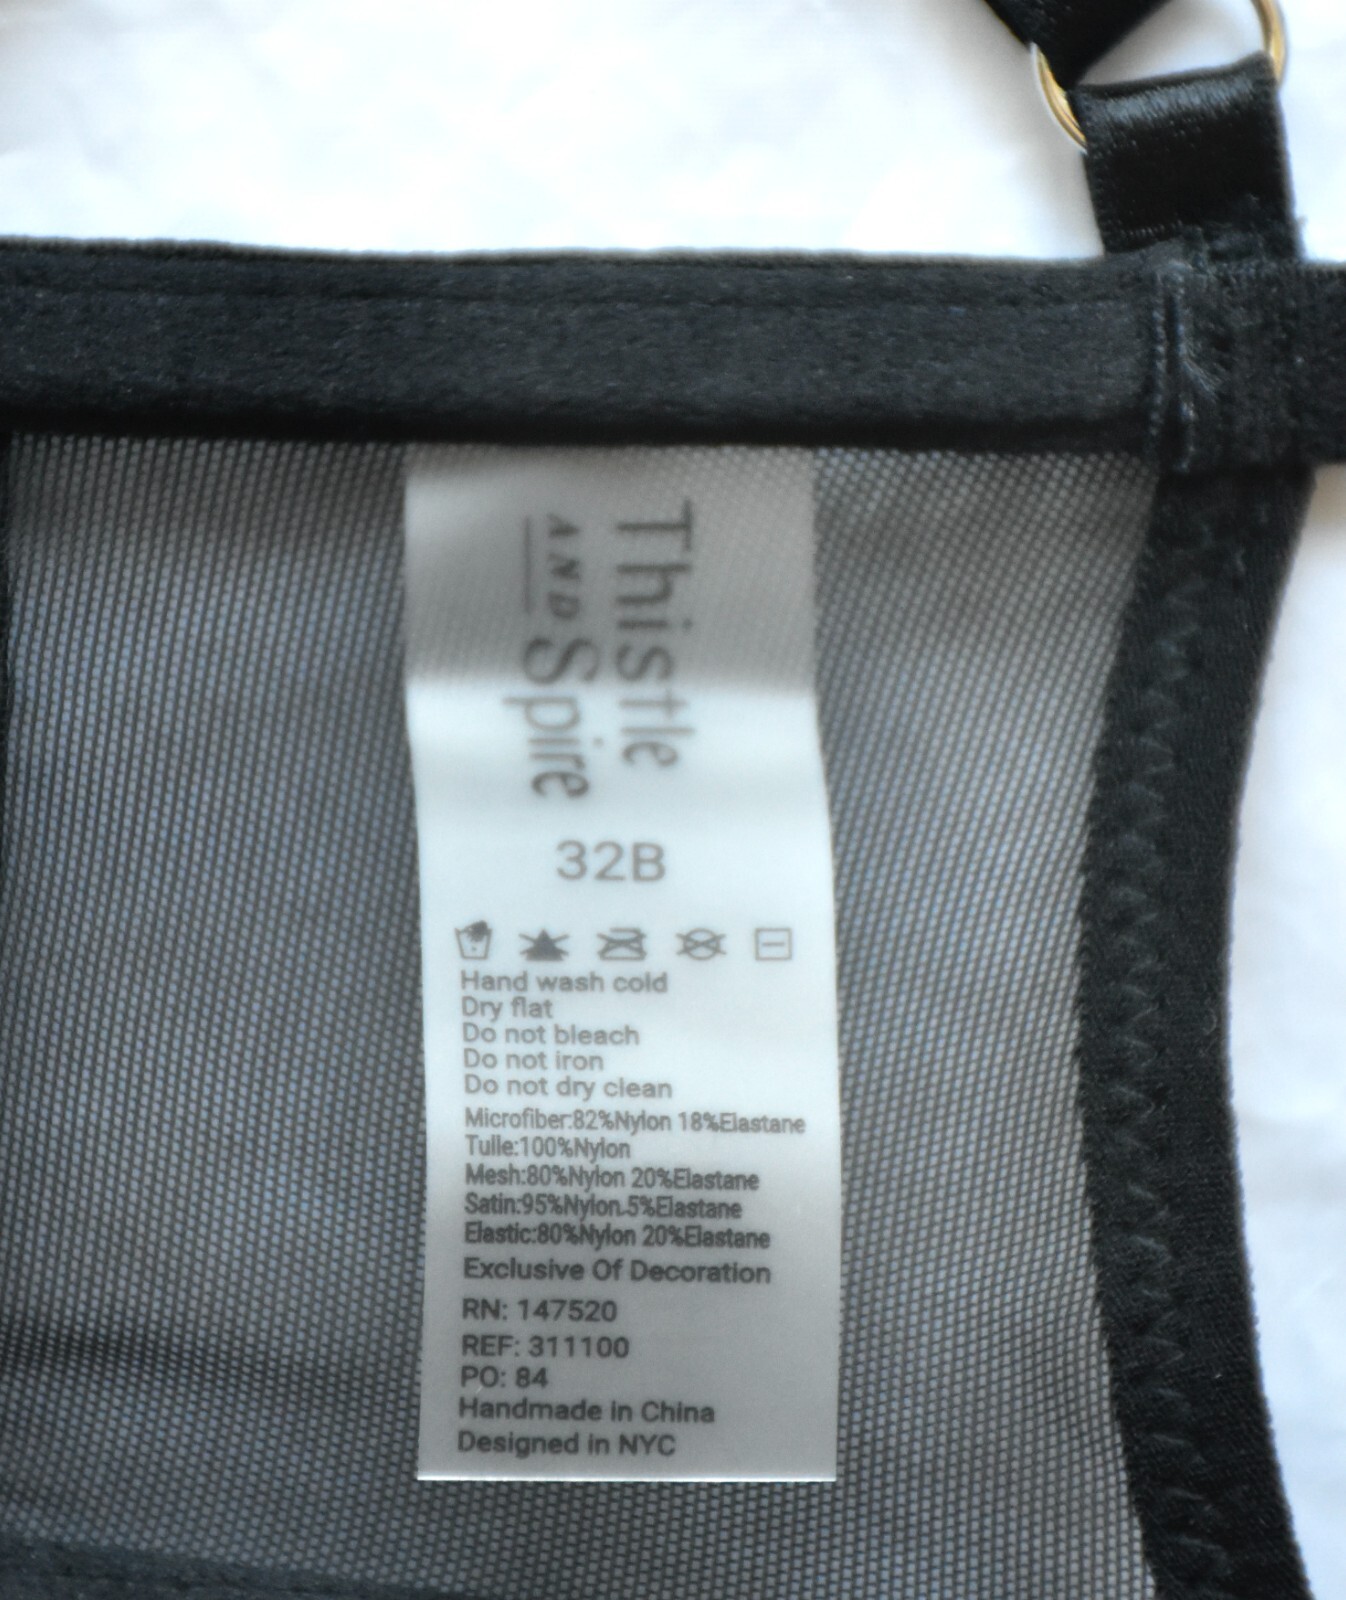 Thistle
AND Spire
32B
Hand wash cold
Dry flat
Do not bleach
Do not iron
Do not dry clean
Microfiber:82%Nylon 18%Elastane
Tulle:100%Nylon
Mesh:80%Nylon 20%Elastane
Satin:95%Nylon.5%Elastane
Elastic:80%Nylon 20%Elastane
Exclusive Of Decoration
RN: 147520
REF: 311100
PO: 84
Handmade in China
Designed in NYC